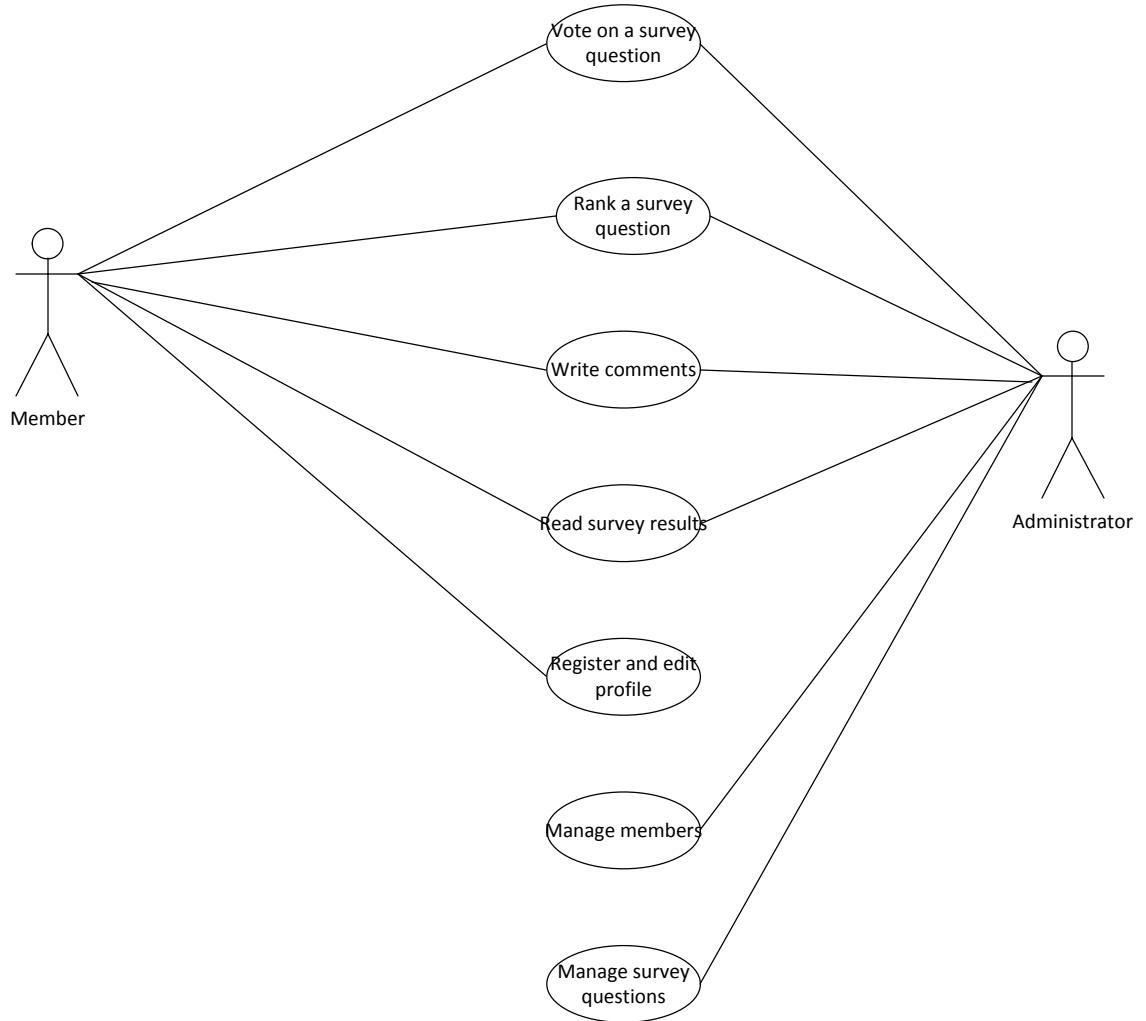 Vote on a survey
question
Rank a survey
question
Write comments
Member
Read survey results
Administrator
Register and edit
profile
Manage members
Manage survey
questions